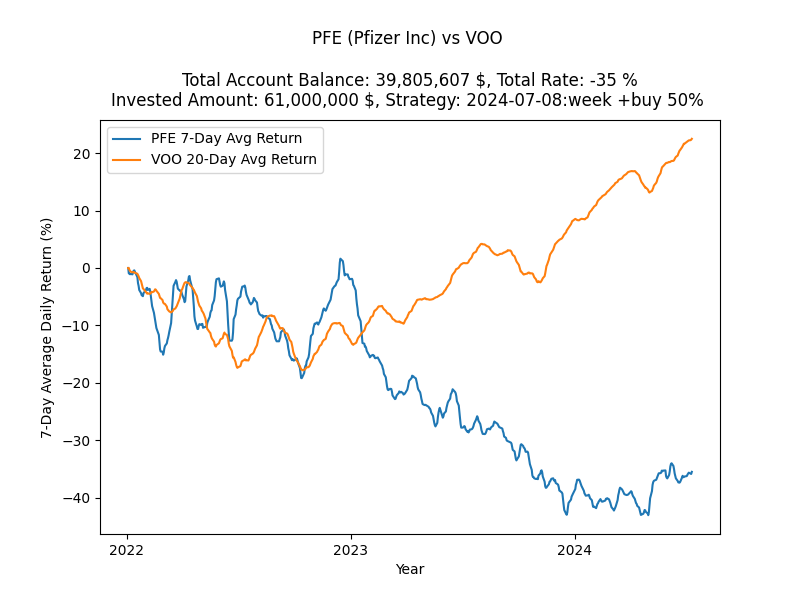 PFE (Pfizer Inc) vs VOO
Total Account Balance: 39,805,607 $, Total Rate: -35 %
Invested Amount: 61,000,000 $, Strategy: 2024-07-08:week +buy 50%
PFE 7-Day Avg Return
VOO 20-Day Avg Return
7-Day Average Daily Return (%)
20
10
0
−10
−20
−30
−40
2022
2023
2024
Year